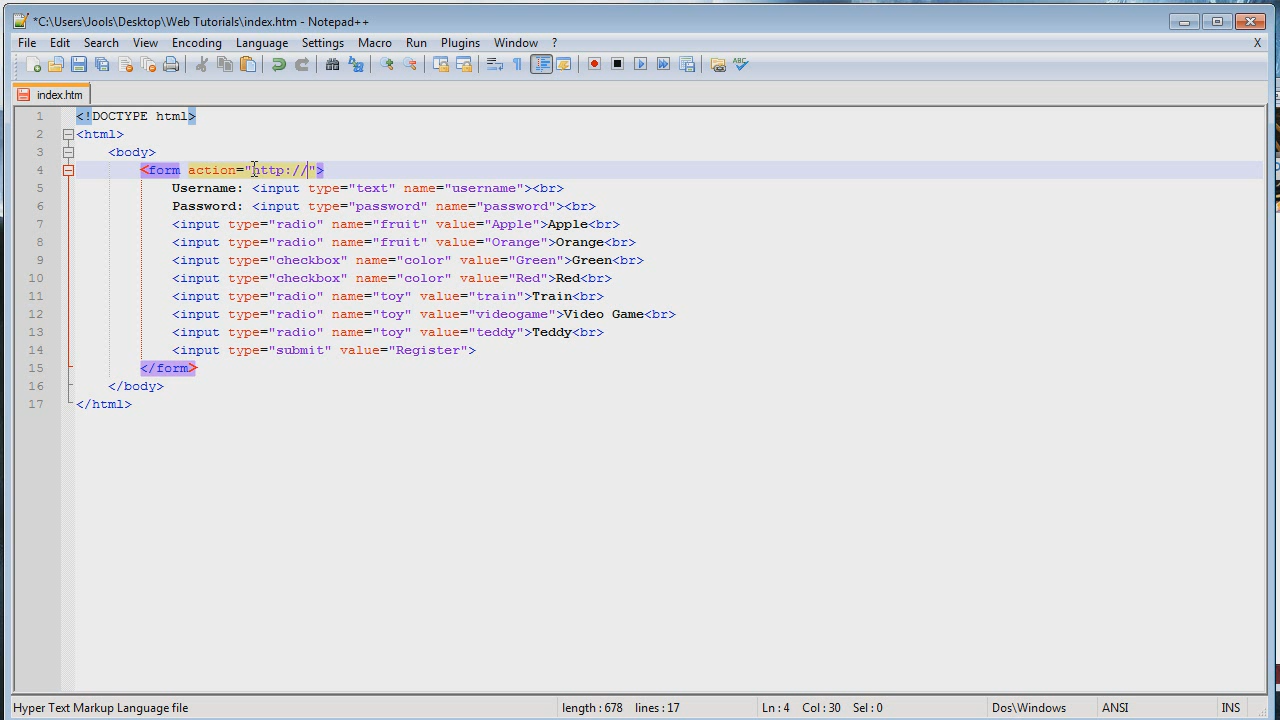 *C:\Users\Jools\Desktop\Web Tutorials\index.htm - Notepad++
File Edit Search View Encoding Language Settings Macro Run Plugins Window ? X
index.htm
1 <!DOCTYPE html>
2 <html>
3 <body>
4 <form action="http://">
5 Username: <input type="text" name="username"><br>
6 Password: <input type="password" name="password"><br>
7 <input type="radio" name="fruit" value="Apple">Apple<br>
8 <input type="radio" name="fruit" value="Orange">Orange<br>
9 <input type="checkbox" name="color" value="Green">Green<br>
10 <input type="checkbox" name="color" value="Red">Red<br>
11 <input type="radio" name="toy" value="train">Train<br>
12 <input type="radio" name="toy" value="videogame">Video Game<br>
13 <input type="radio" name="toy" value="teddy">Teddy<br>
14 <input type="submit" value="Register">
15 </form>
16 </body>
17 </html>
Hyper Text Markup Language file length : 678 lines : 17 Ln : 4 Col : 30 Sel : 0 Dos\Windows ANSI INS